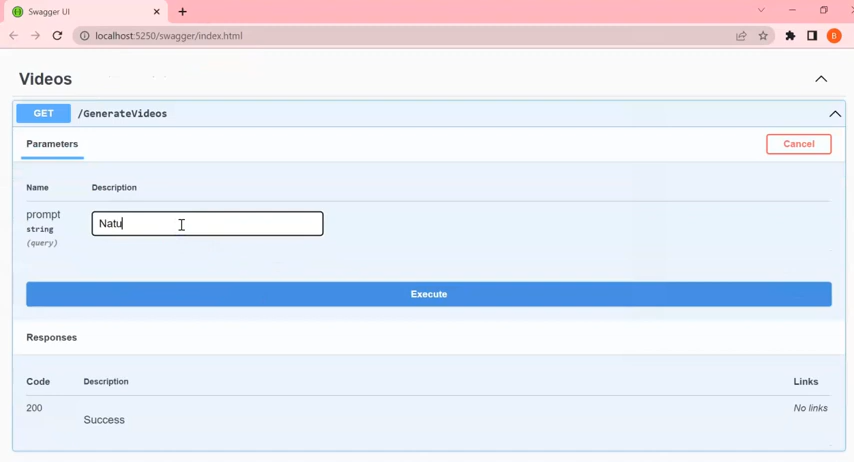 Swagger UI
localhost:5250/swagger/index.html
B
Videos
GET /GenerateVideos
Parameters
Cancel
Name Description
prompt
string
(query)
Natu
Execute
Responses
Code Description Links
200 Success No links